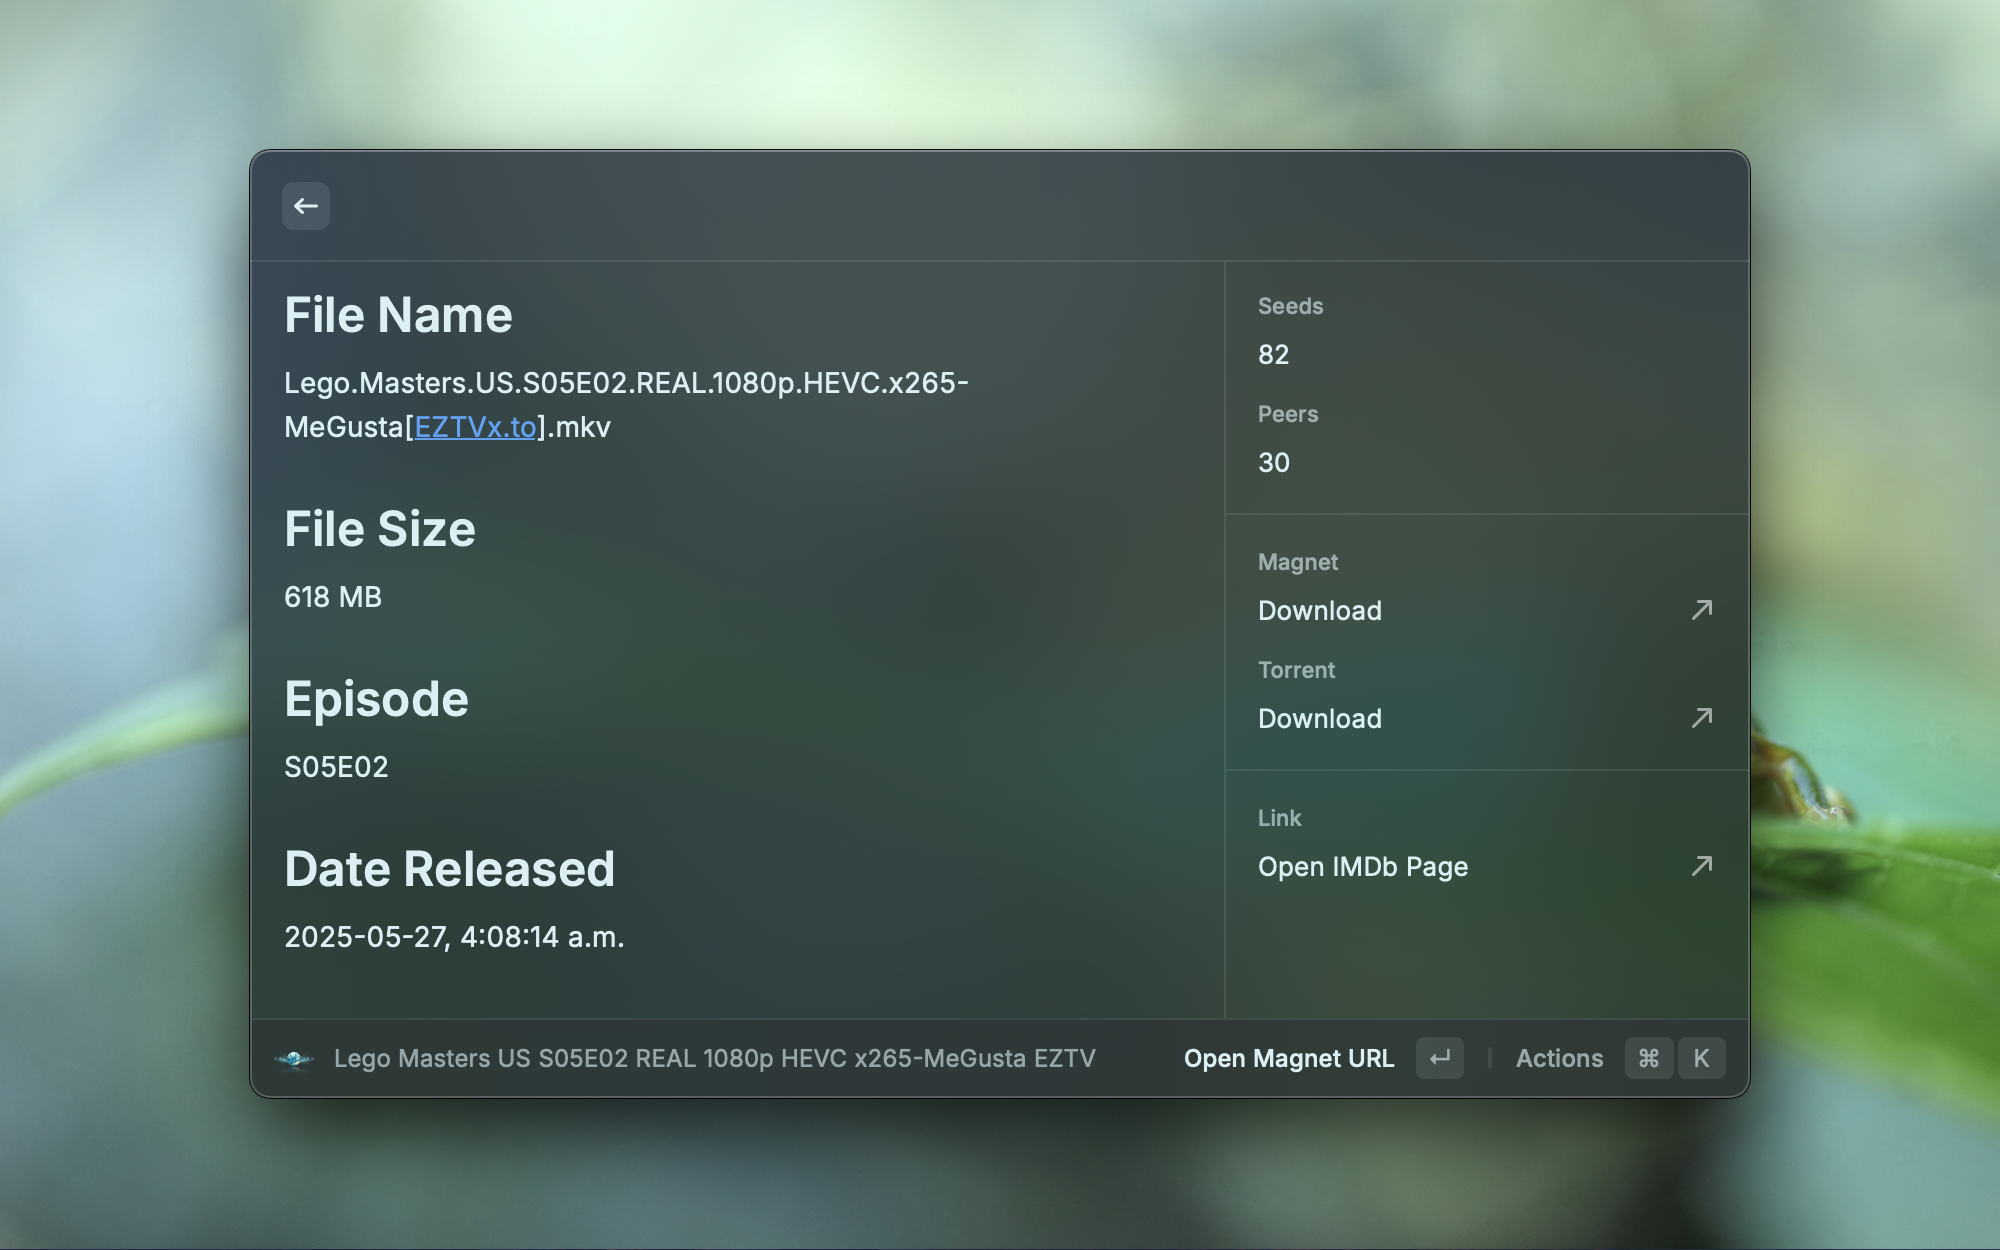 File Name
Lego.Masters.US.S05E02.REAL.1080p.HEVC.x265-
MeGusta[EZTVx.to].mkv
File Size
618 MB
Episode
S05E02
Date Released
2025-05-27, 4:08:14 a.m.
Seeds
82
Peers
30
Magnet
Download
Torrent
Download
Link
Open IMDb Page
Lego Masters US S05E02 REAL 1080p HEVC x265-MeGusta EZTV
Open Magnet URL ↵ | Actions ⌘ K